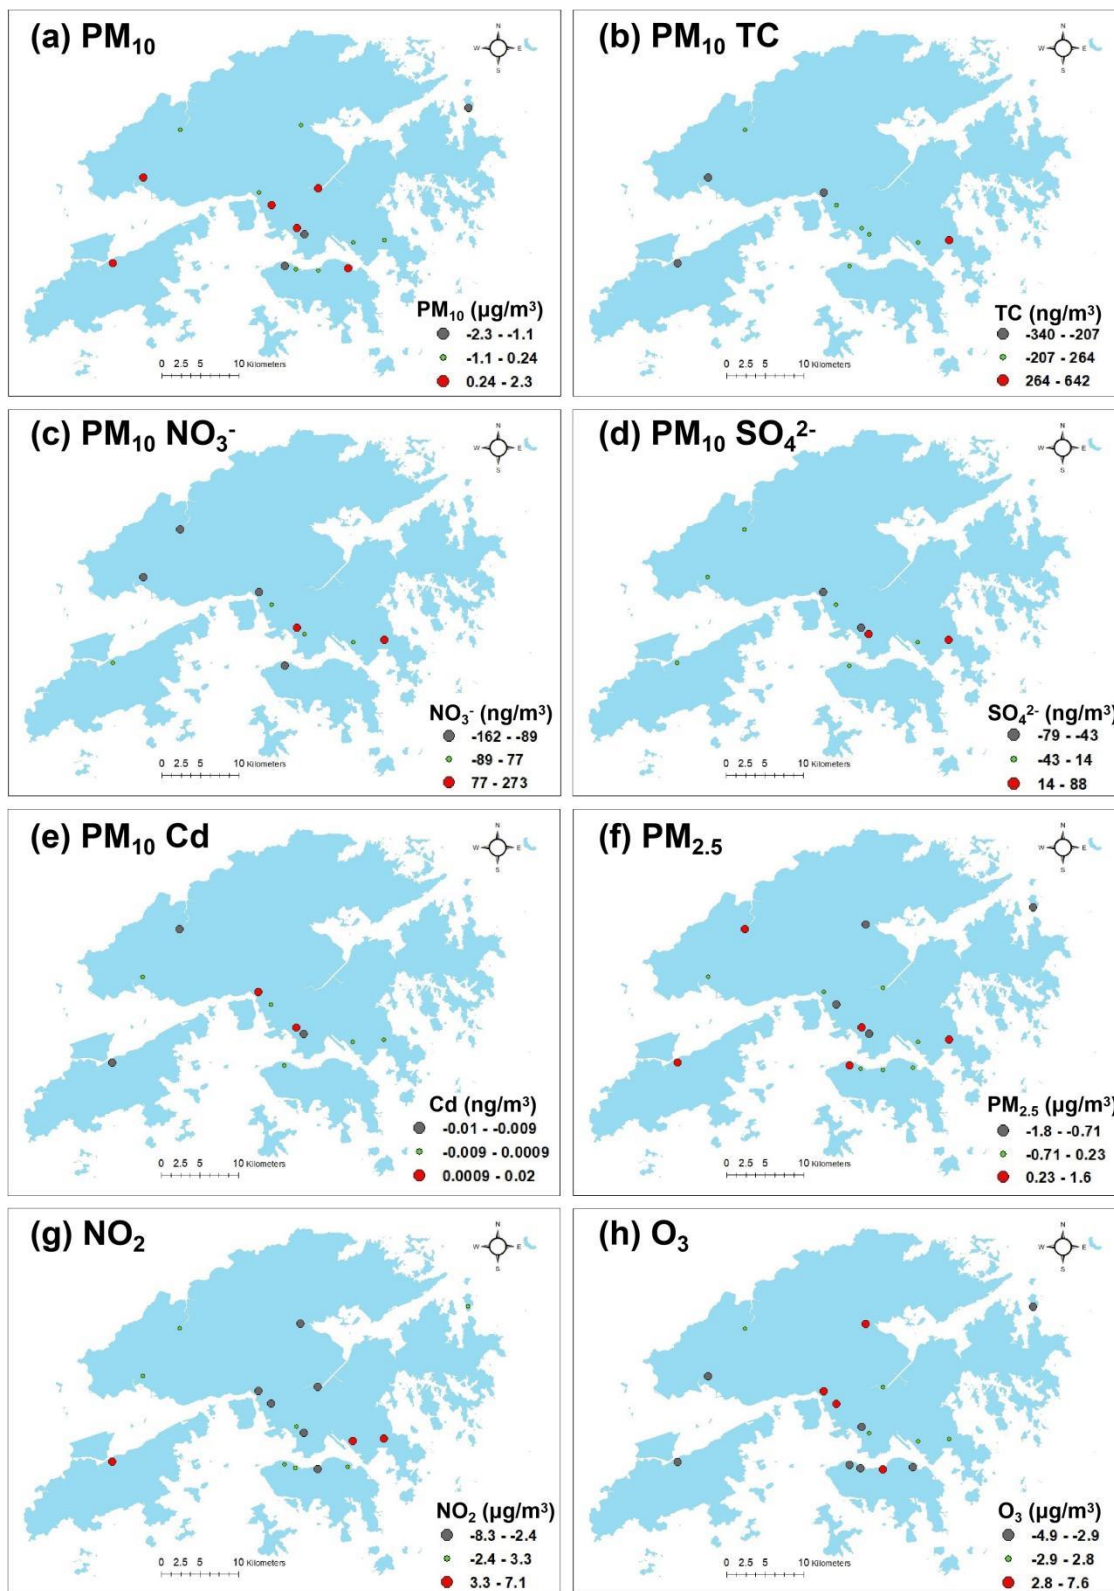 (a) PM₁₀
N
W E
S
PM₁₀ (µg/m³)
-2.3 - -1.1
-1.1 - 0.24
0.24 - 2.3
0 2.5 5 10 Kilometers
(b) PM₁₀ TC
N
W E
S
TC (ng/m³)
-340 - -207
-207 - 264
264 - 642
0 2.5 5 10 Kilometers
(c) PM₁₀ NO₃⁻
N
W E
S
NO₃⁻ (ng/m³)
-162 - -89
-89 - 77
77 - 273
0 2.5 5 10 Kilometers
(d) PM₁₀ SO₄²⁻
N
W E
S
SO₄²⁻ (ng/m³)
-79 - -43
-43 - 14
14 - 88
0 2.5 5 10 Kilometers
(e) PM₁₀ Cd
N
W E
S
Cd (ng/m³)
-0.01 - -0.009
-0.009 - 0.0009
0.0009 - 0.02
0 2.5 5 10 Kilometers
(f) PM₂.₅
N
W E
S
PM₂.₅ (µg/m³)
-1.8 - -0.71
-0.71 - 0.23
0.23 - 1.6
0 2.5 5 10 Kilometers
(g) NO₂
N
W E
S
NO₂ (µg/m³)
-8.3 - -2.4
-2.4 - 3.3
3.3 - 7.1
0 2.5 5 10 Kilometers
(h) O₃
N
W E
S
O₃ (µg/m³)
-4.9 - -2.9
-2.9 - 2.8
2.8 - 7.6
0 2.5 5 10 Kilometers